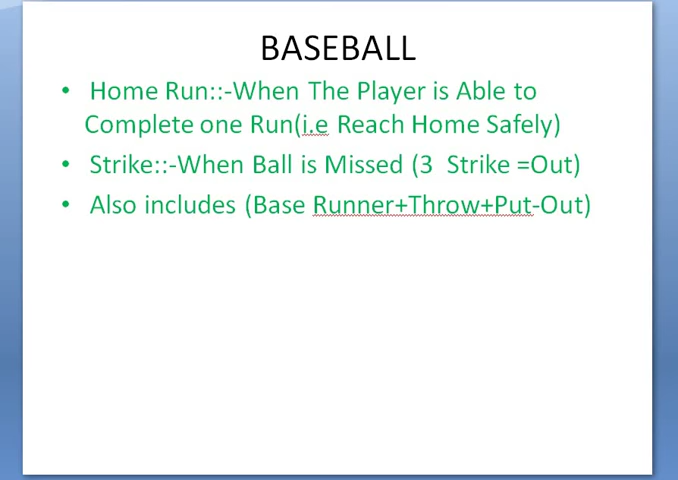 BASEBALL
• Home Run::-When The Player is Able to
Complete one Run(i.e Reach Home Safely)
• Strike::-When Ball is Missed (3 Strike =Out)
• Also includes (Base Runner+Throw+Put-Out)